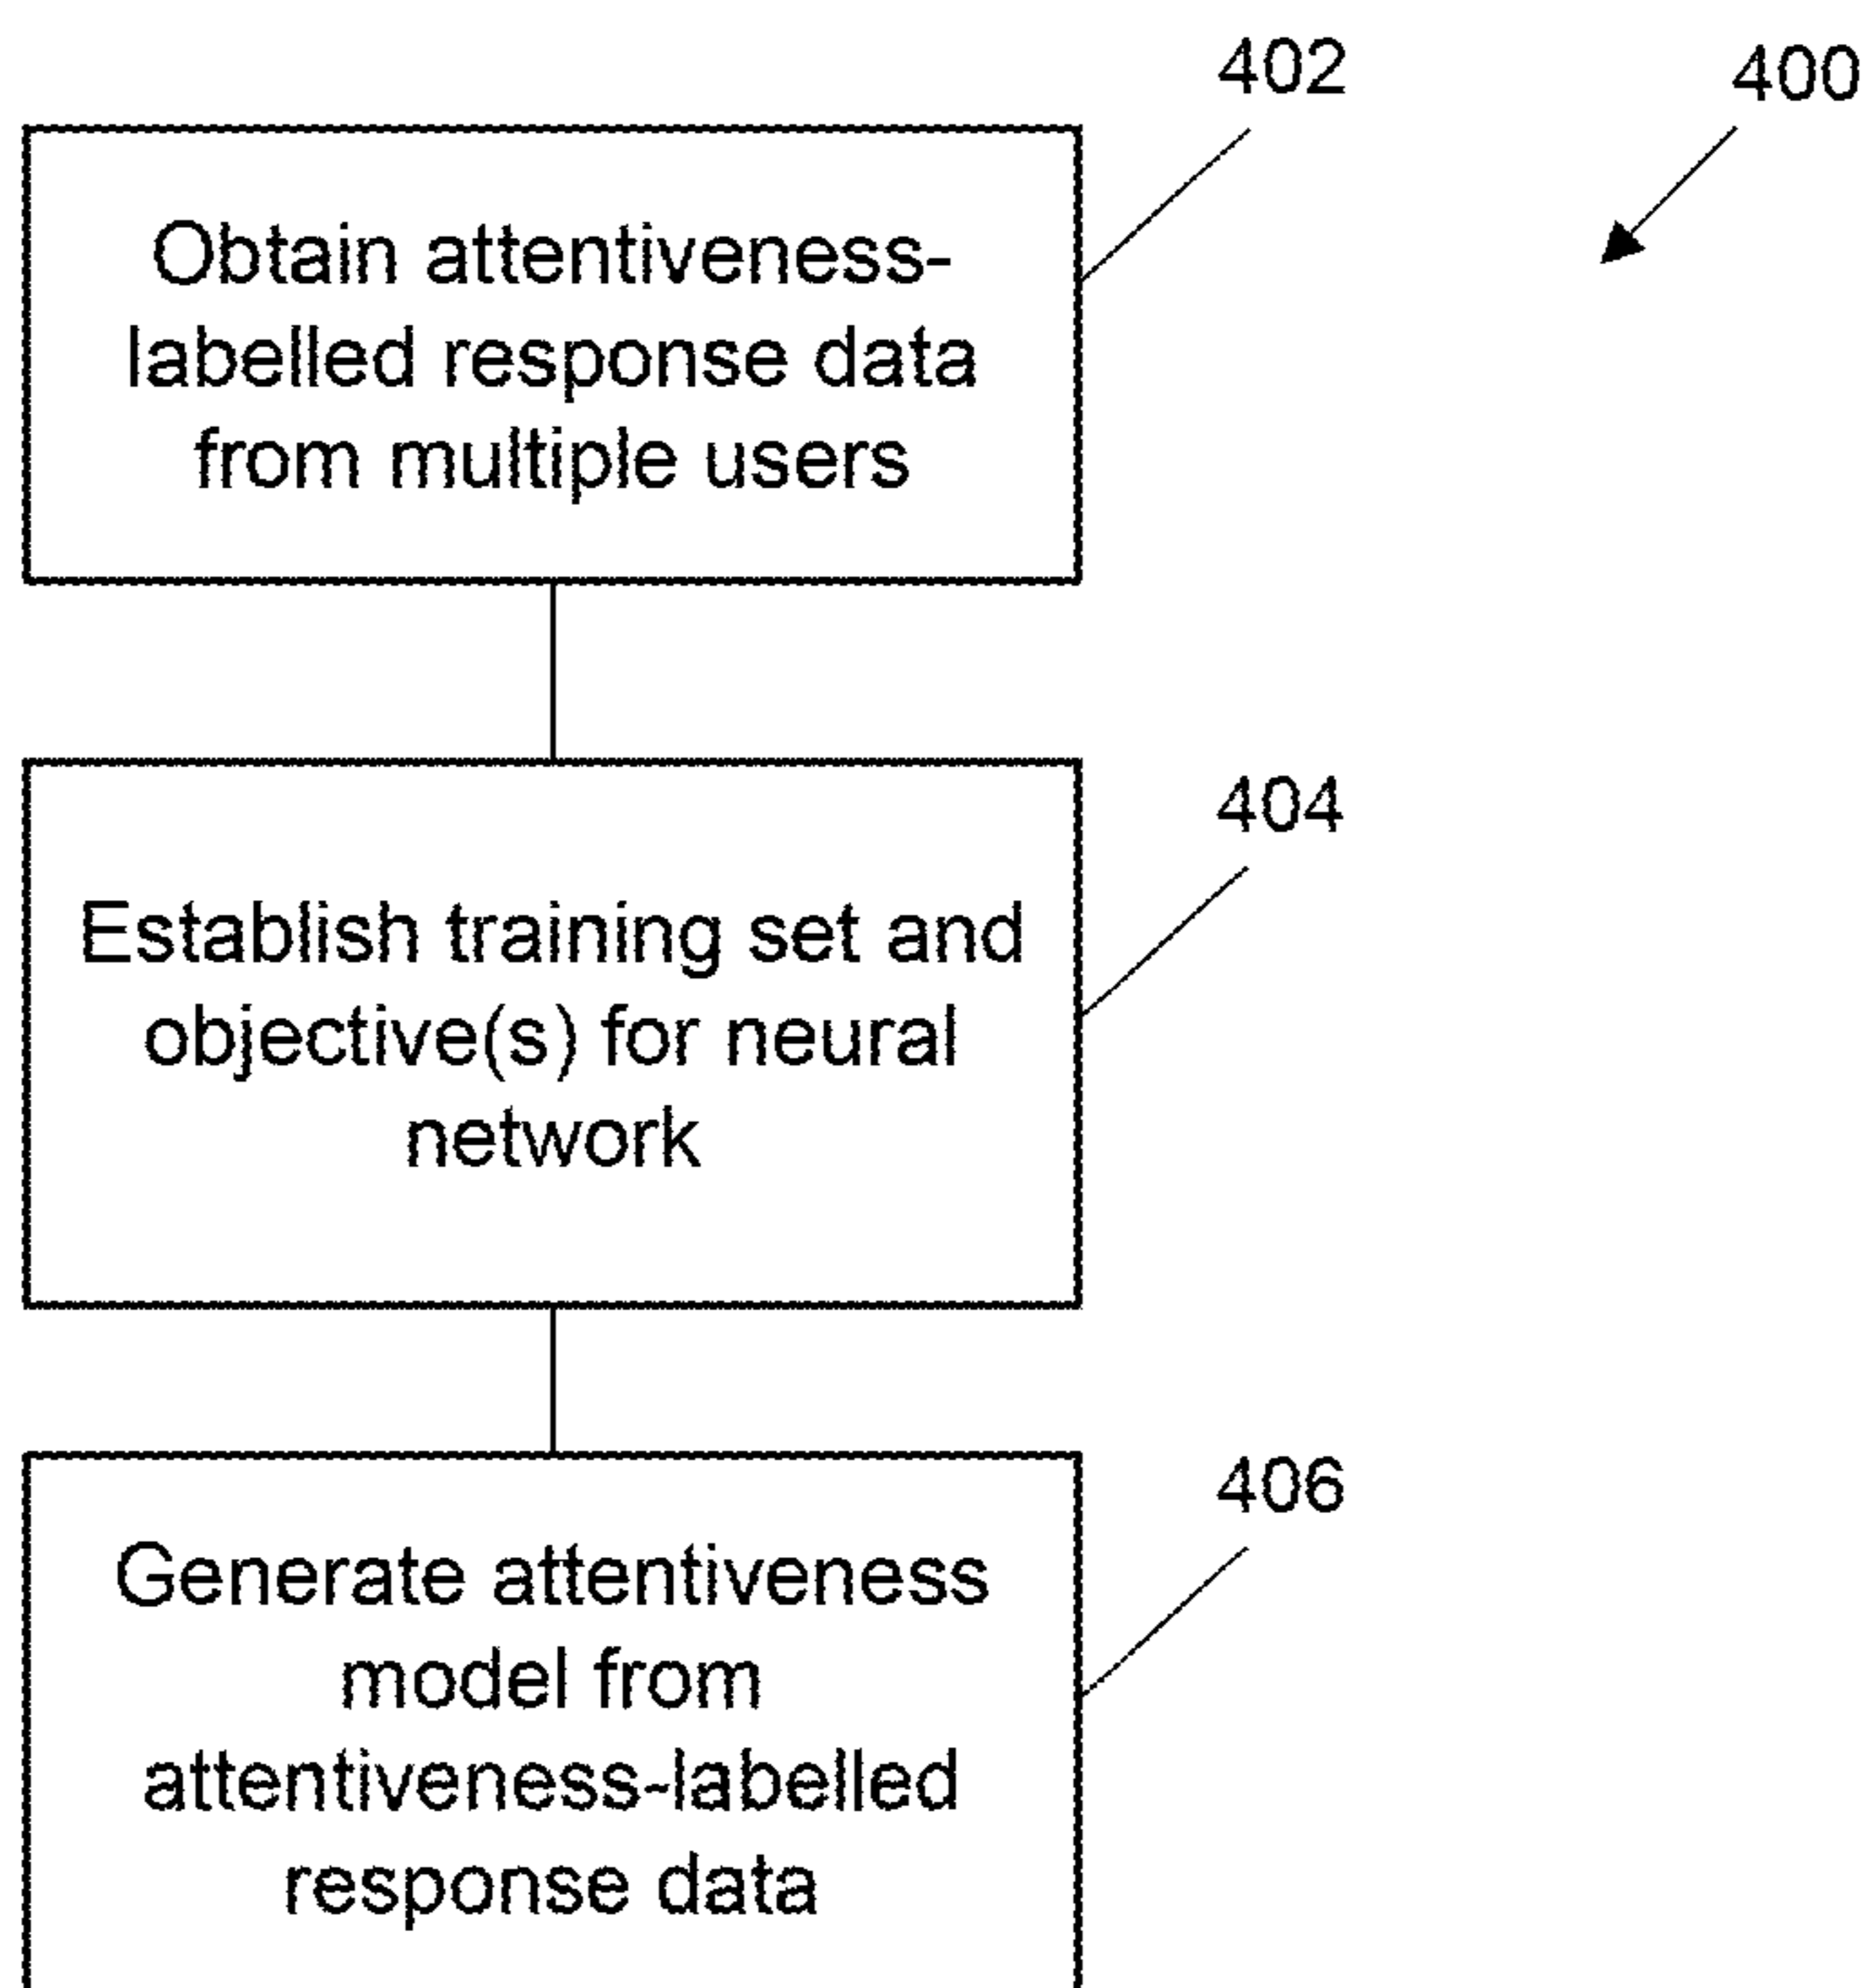 402
400
Obtain attentiveness-
labelled response data
from multiple users
404
Establish training set and
objective(s) for neural
network
406
Generate attentiveness
model from
attentiveness-labelled
response data